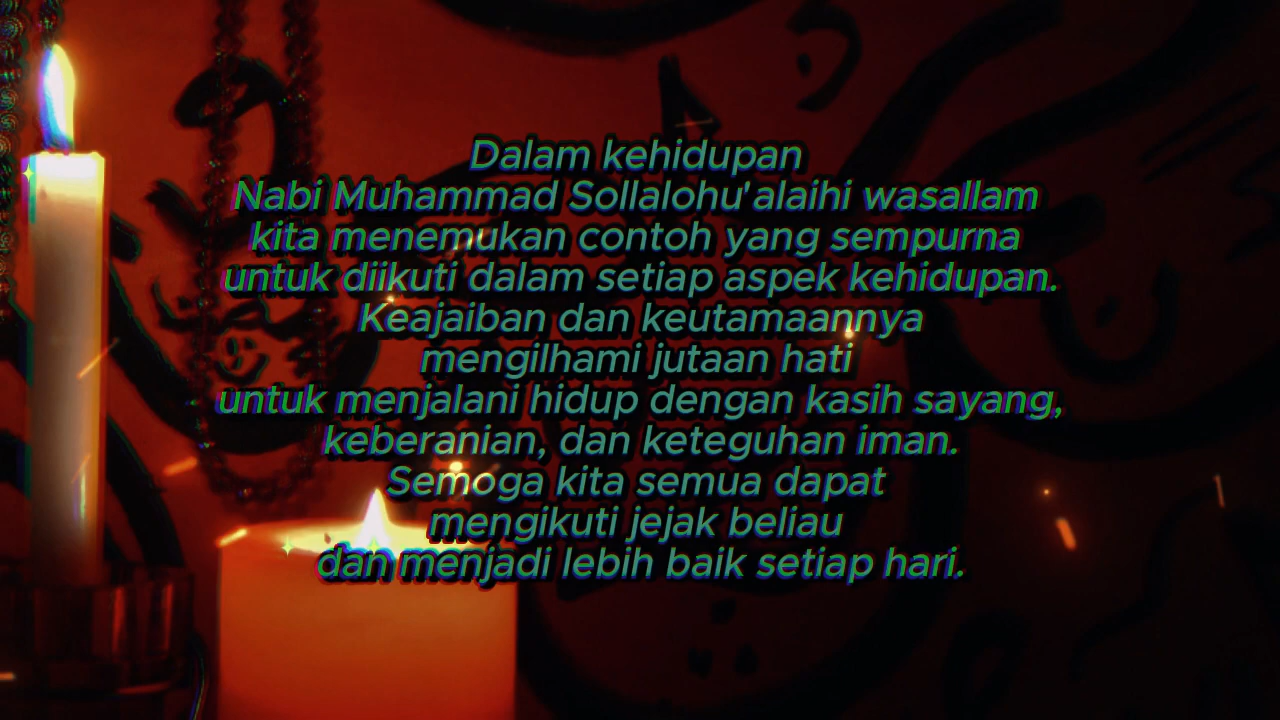 Dalam kehidupan
Nabi Muhammad Sollalohu'alaihi wasallam
kita menemukan contoh yang sempurna
untuk diikuti dalam setiap aspek kehidupan.
Keajaiban dan keutamaannya
mengilhami jutaan hati
untuk menjalani hidup dengan kasih sayang,
keberanian, dan keteguhan iman.
Semoga kita semua dapat
mengikuti jejak beliau
dan menjadi lebih baik setiap hari.